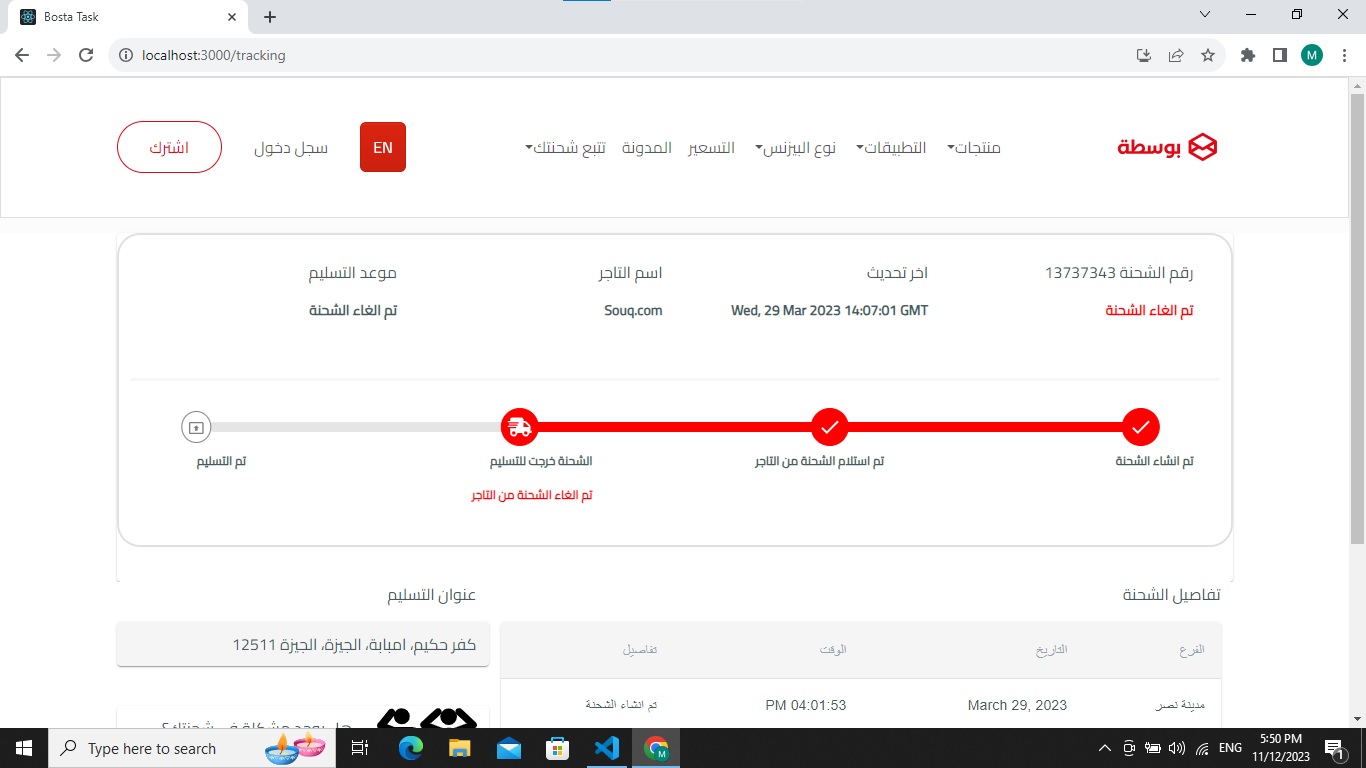 Bosta Task
localhost:3000/tracking
M
بوسطة
منتجات
التطبيقات
نوع البيزنس
التسعير
المدونة
تتبع شحنتك
EN
سجل دخول
اشترك
رقم الشحنة 13737343
اخر تحديث
اسم التاجر
موعد التسليم
تم الغاء الشحنة
Wed, 29 Mar 2023 14:07:01 GMT
Souq.com
تم الغاء الشحنة
تم انشاء الشحنة
تم استلام الشحنة من التاجر
الشحنة خرجت للتسليم
تم التسليم
تم الغاء الشحنة من التاجر
تفاصيل الشحنة
عنوان التسليم
الفرع
التاريخ
الوقت
تفاصيل
كفر حكيم، امبابة، الجيزة، الجيزة 12511
مدينة نصر
March 29, 2023
04:01:53 PM
تم انشاء الشحنة
Type here to search
M
ENG
5:50 PM
11/12/2023
1